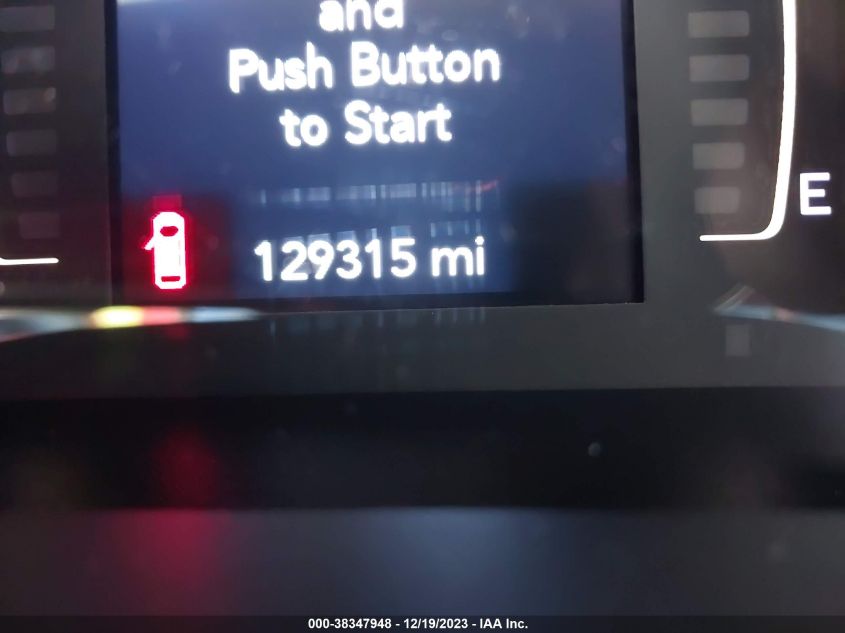 and
Push Button
to Start
E
129315 mi
000-38347948 - 12/19/2023 - IAA Inc.